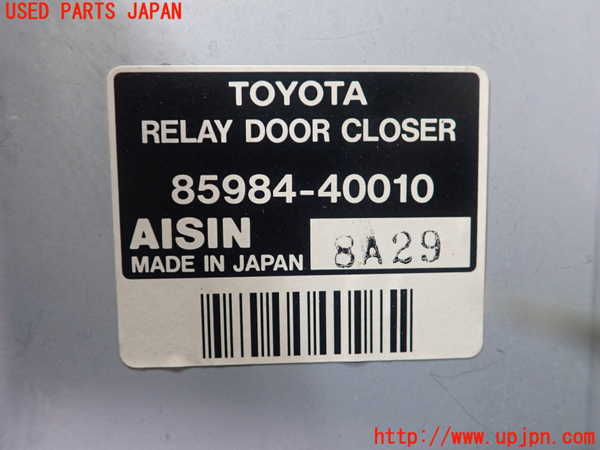 USED PARTS JAPAN
TOYOTA
RELAY DOOR CLOSER
85984-40010
AISIN
MADE IN JAPAN
8A29
http://www.upjpn.com/